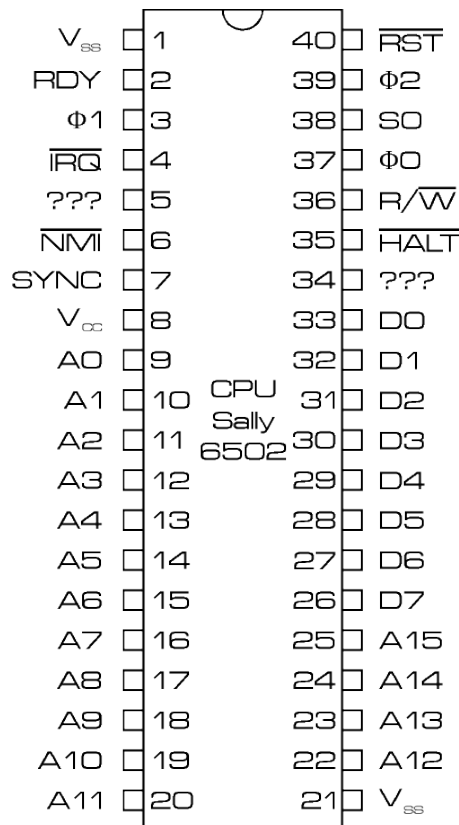 Vss 1 40 RST
RDY 2 39 Φ2
Φ1 3 38 SO
IRQ 4 37 Φ0
??? 5 36 R/W
NMI 6 35 HALT
SYNC 7 34 ???
Vcc 8 33 D0
A0 9 32 D1
A1 10 31 D2
A2 11 30 D3
A3 12 29 D4
A4 13 28 D5
A5 14 27 D6
A6 15 26 D7
A7 16 25 A15
A8 17 24 A14
A9 18 23 A13
A10 19 22 A12
A11 20 21 Vss
CPU
Sally
6502